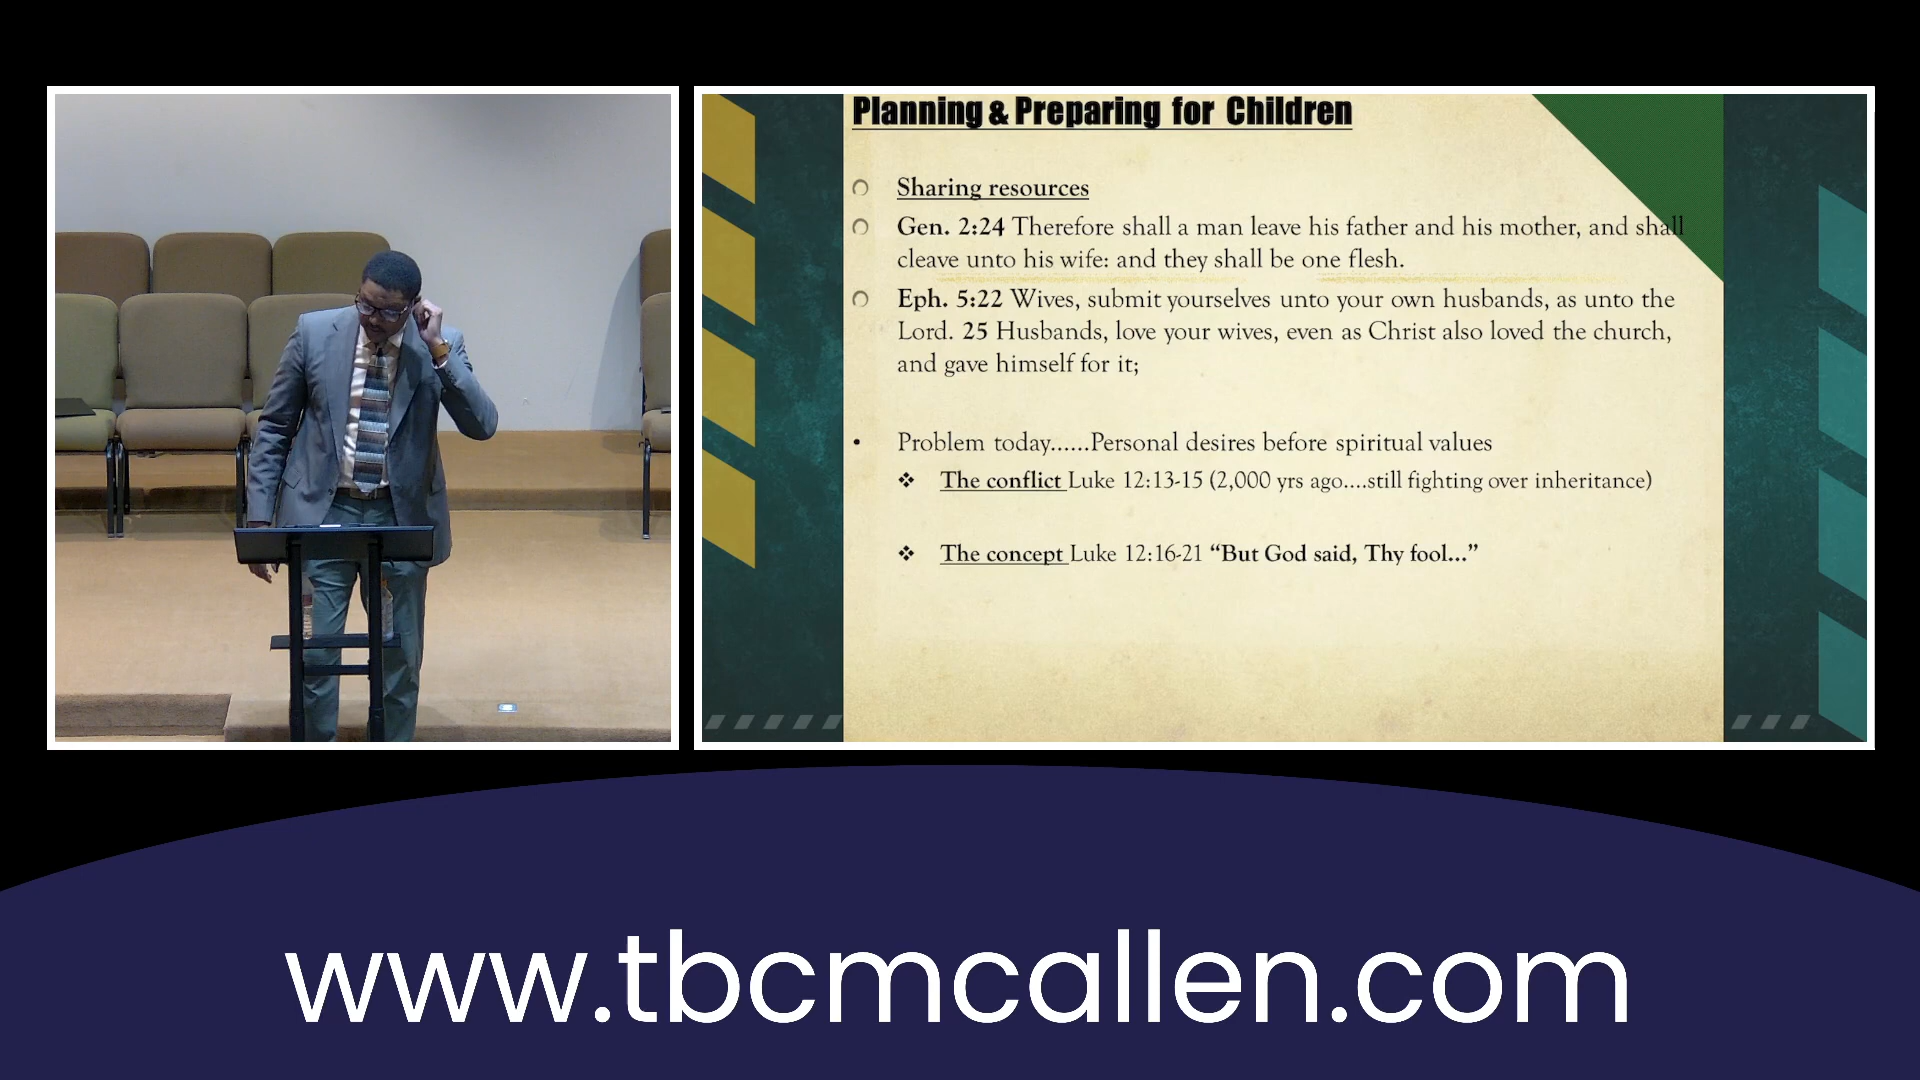 Planning & Preparing for Children
Sharing resources
Gen. 2:24 Therefore shall a man leave his father and his mother, and shall
cleave unto his wife: and they shall be one flesh.
Eph. 5:22 Wives, submit yourselves unto your own husbands, as unto the
Lord. 25 Husbands, love your wives, even as Christ also loved the church,
and gave himself for it;
• Problem today......Personal desires before spiritual values
❖ The conflict Luke 12:13-15 (2,000 yrs ago....still fighting over inheritance)
❖ The concept Luke 12:16-21 “But God said, Thy fool...”
www.tbcmcallen.com